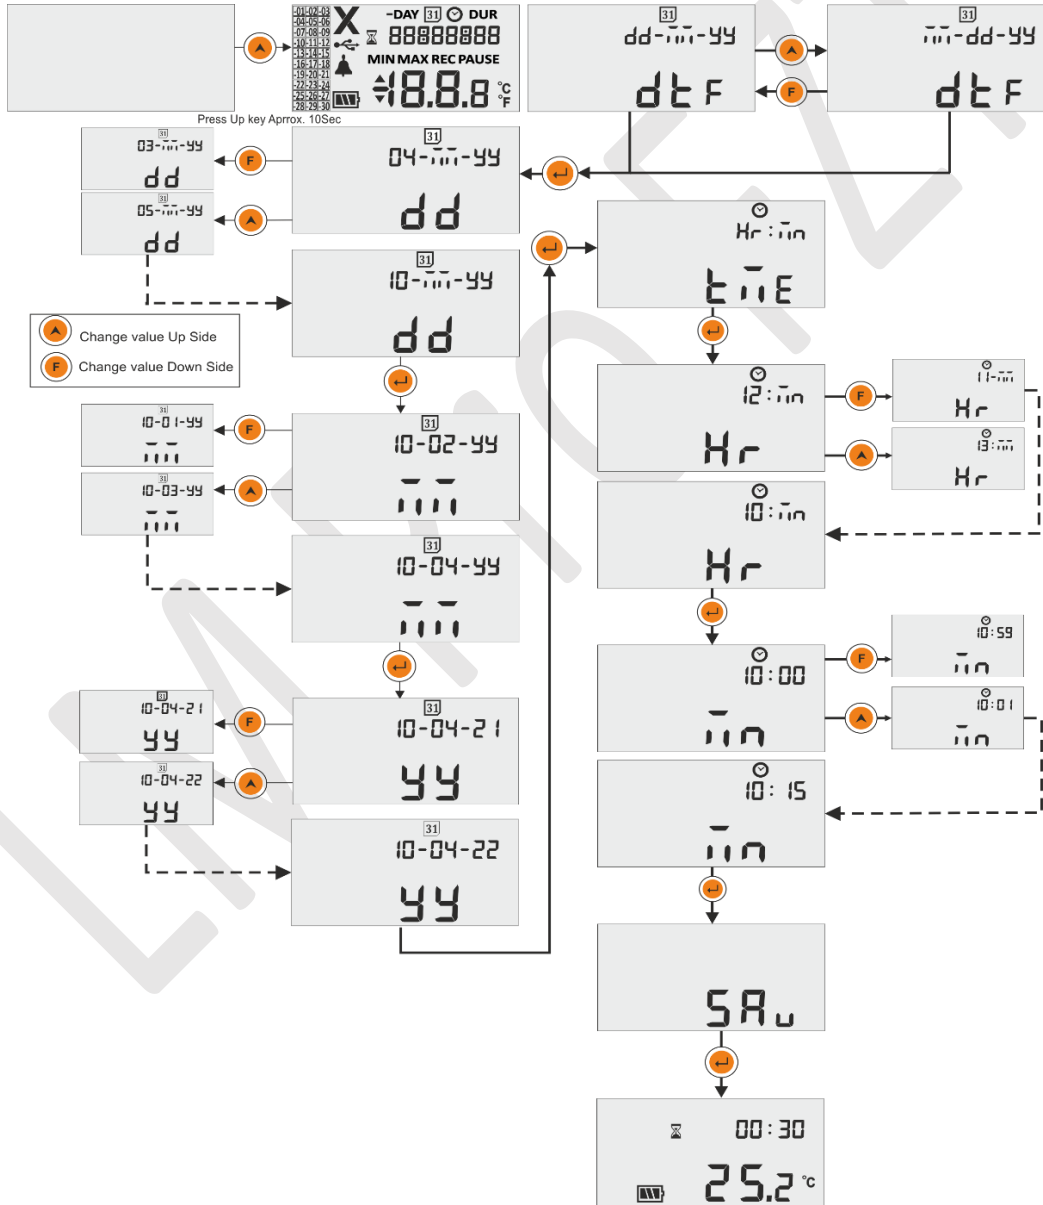 -01-02-03
-04-05-06
-07-08-09
-10-11-12
-13-14-15
-16-17-18
-19-20-21
-22-23-24
-25-26-27
-28-29-30
X
-DAY 31 DUR
88888888
MIN MAX REC PAUSE
18.8.8 °C °F
31
dd-mm-yy
dtF
F
31
mm-dd-yy
dtF
Press Up key Aprox. 10Sec
31
03-mm-yy
dd
F
31
05-mm-yy
dd
31
04-mm-yy
dd
31
10-mm-yy
dd
Change value Up Side
F Change value Down Side
31
10-01-yy
mm
F
31
10-03-yy
mm
31
10-02-yy
mm
31
10-04-yy
mm
31
10-04-21
yy
F
31
10-04-22
yy
31
10-04-21
yy
31
10-04-22
yy
Hr:mn
tmE
12:mn
Hr
F
11-mm
Hr
13:mm
Hr
10:mn
Hr
10:00
mn
F
10:59
mn
10:01
mn
10:15
mn
SAu
00:30
25.2 °C